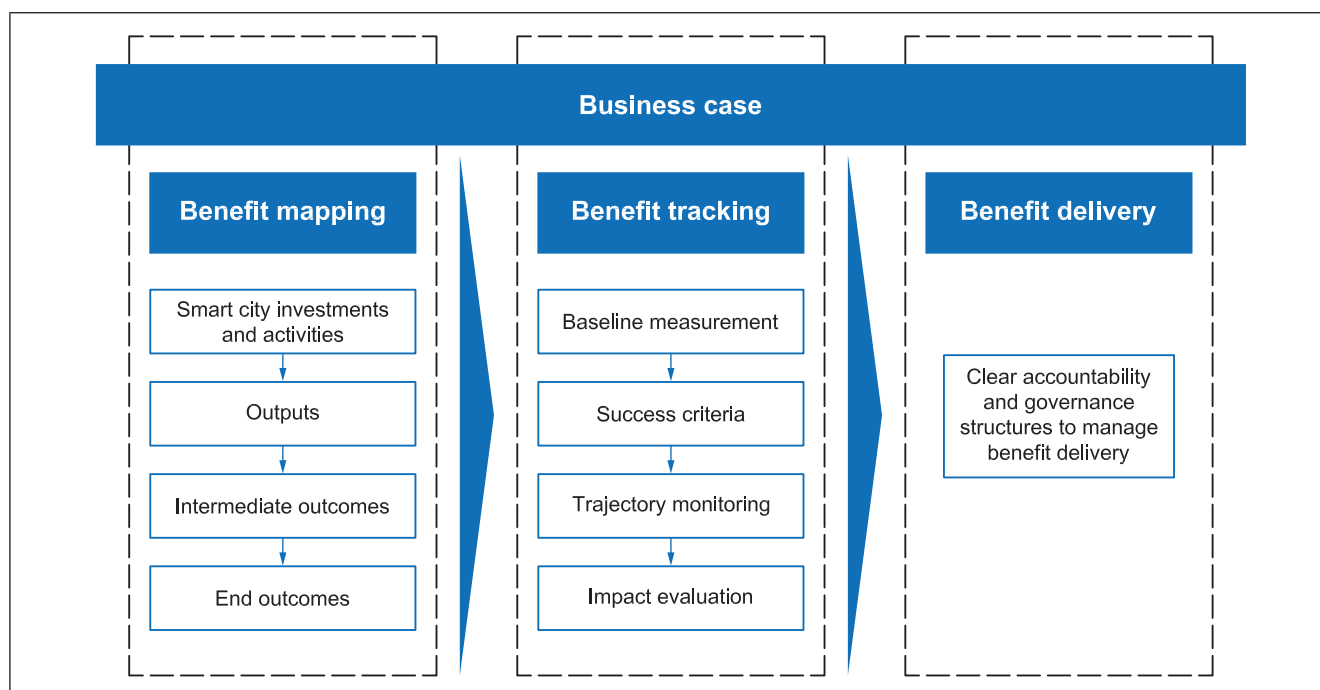 Business case
Benefit mapping
Smart city investments
and activities
Outputs
Intermediate outcomes
End outcomes
Benefit tracking
Baseline measurement
Success criteria
Trajectory monitoring
Impact evaluation
Benefit delivery
Clear accountability
and governance
structures to manage
benefit delivery